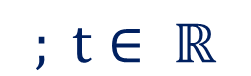 ; t ∈ ℝ